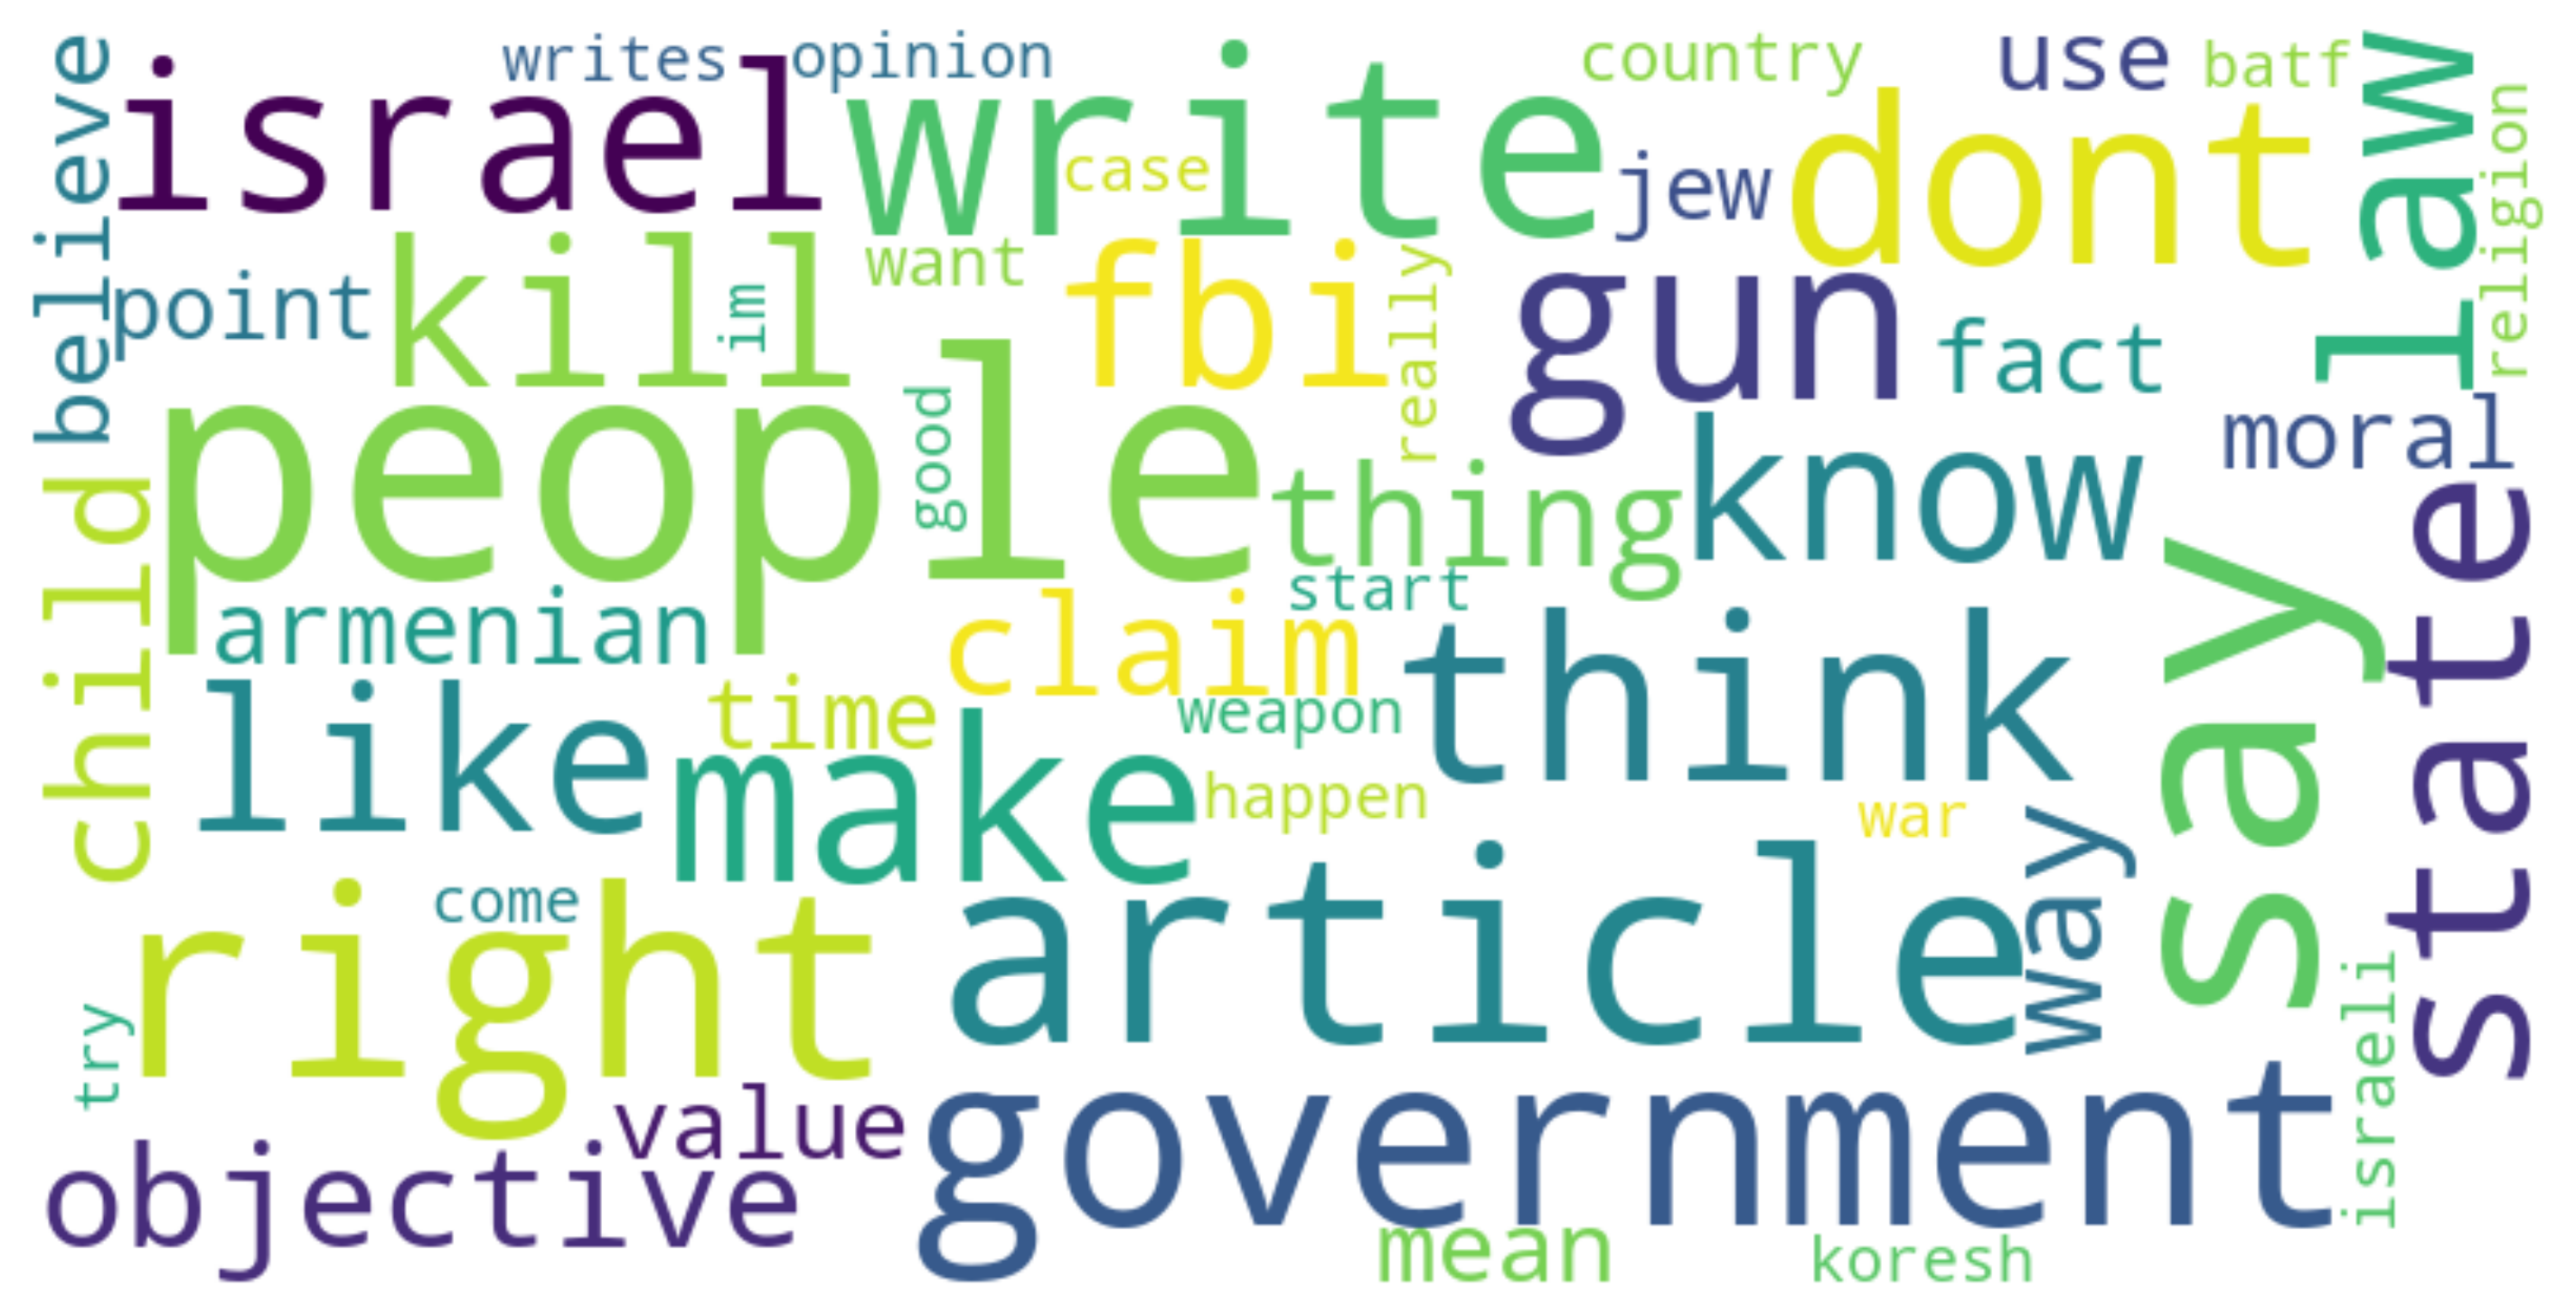 believe
israel
writes
opinion
write
case
country
jew
use
batf
dont
law
religion
point
kill
im
want
fbi
really
gun
fact
moral
people
good
thing
know
state
child
armenian
claim
start
think
say
like
time
make
weapon
happen
war
way
right
come
article
try
israeli
objective
value
government
mean
koresh